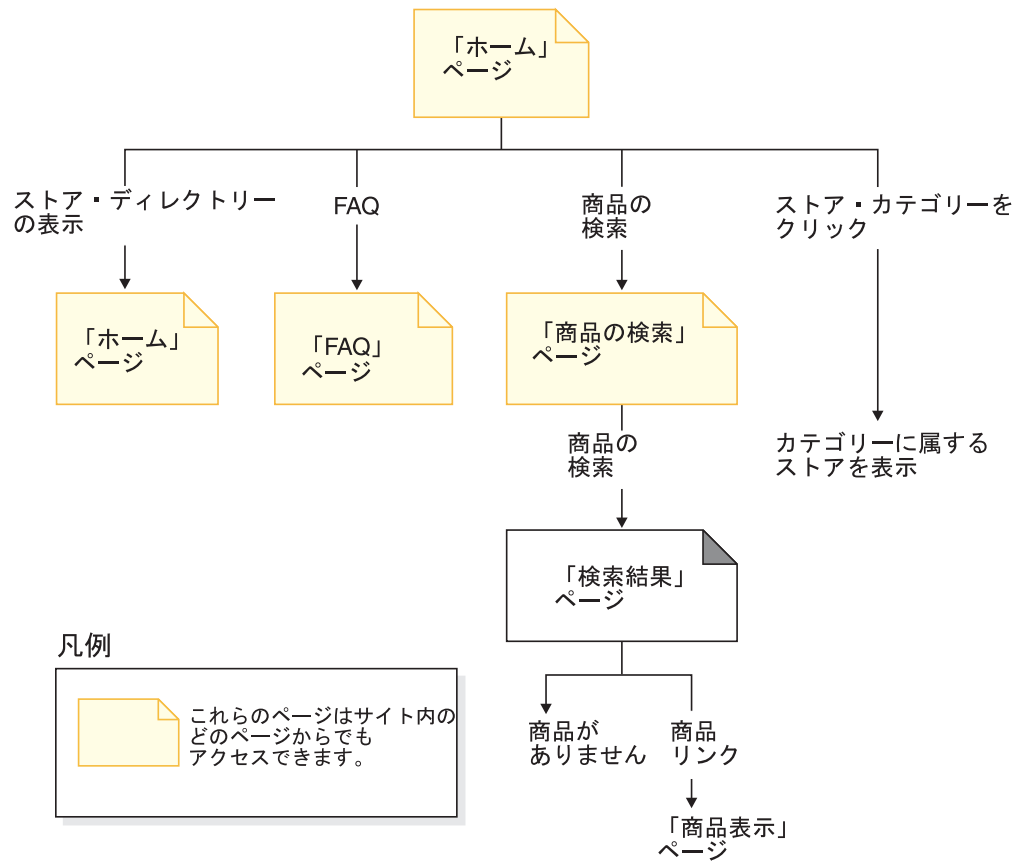 「ホーム」
ページ
ストア・ディレクトリー
の表示
FAQ
商品の
検索
ストア・カテゴリーを
クリック
「ホーム」
ページ
「FAQ」
ページ
「商品の検索」
ページ
商品の
検索
カテゴリーに属する
ストアを表示
「検索結果」
ページ
凡例
これらのページはサイト内の
どのページからでも
アクセスできます。
商品が
ありません
商品
リンク
「商品表示」
ページ